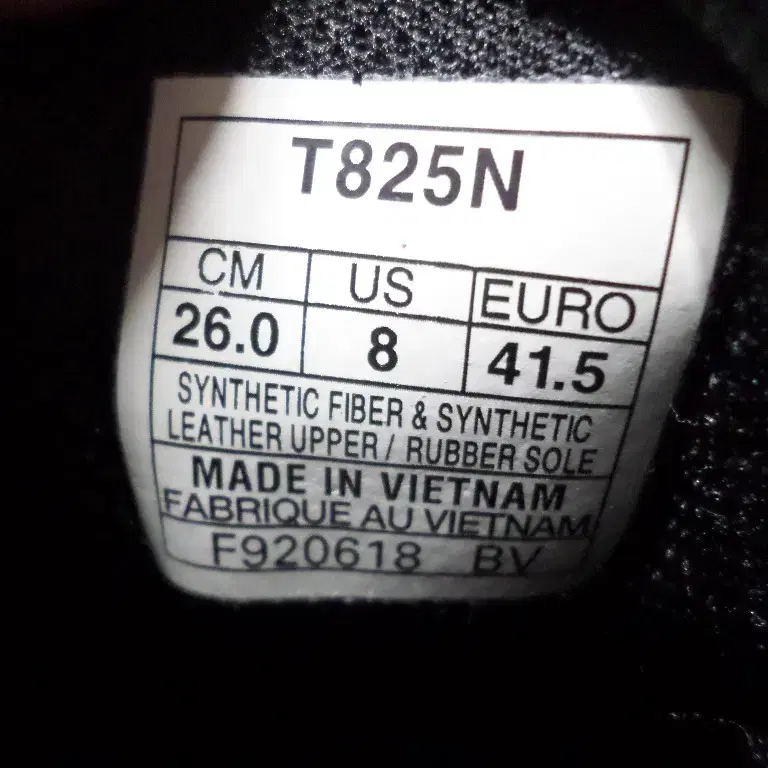 T825N
CM US EURO
26.0 8 41.5
SYNTHETIC FIBER & SYNTHETIC
LEATHER UPPER / RUBBER SOLE
MADE IN VIETNAM
FABRIQUE AU VIETNAM
F920618 BV